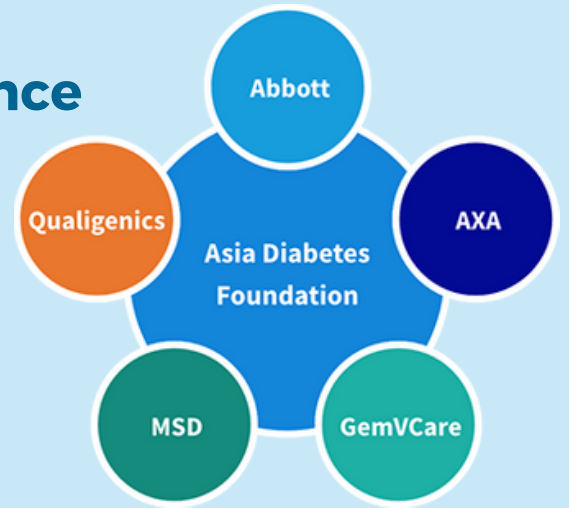 nce
Abbott
Qualigenics
AXA
Asia Diabetes
Foundation
MSD
GemVCare